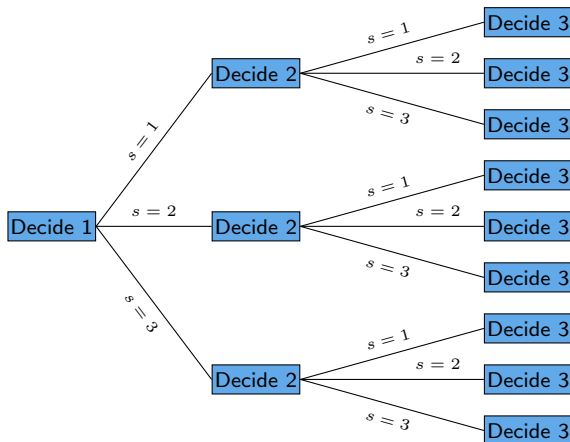 Decide 1
s = 1
s = 2
s = 3
Decide 2
s = 1
s = 2
s = 3
Decide 3
Decide 3
Decide 3
Decide 2
s = 1
s = 2
s = 3
Decide 3
Decide 3
Decide 3
Decide 2
s = 1
s = 2
s = 3
Decide 3
Decide 3
Decide 3